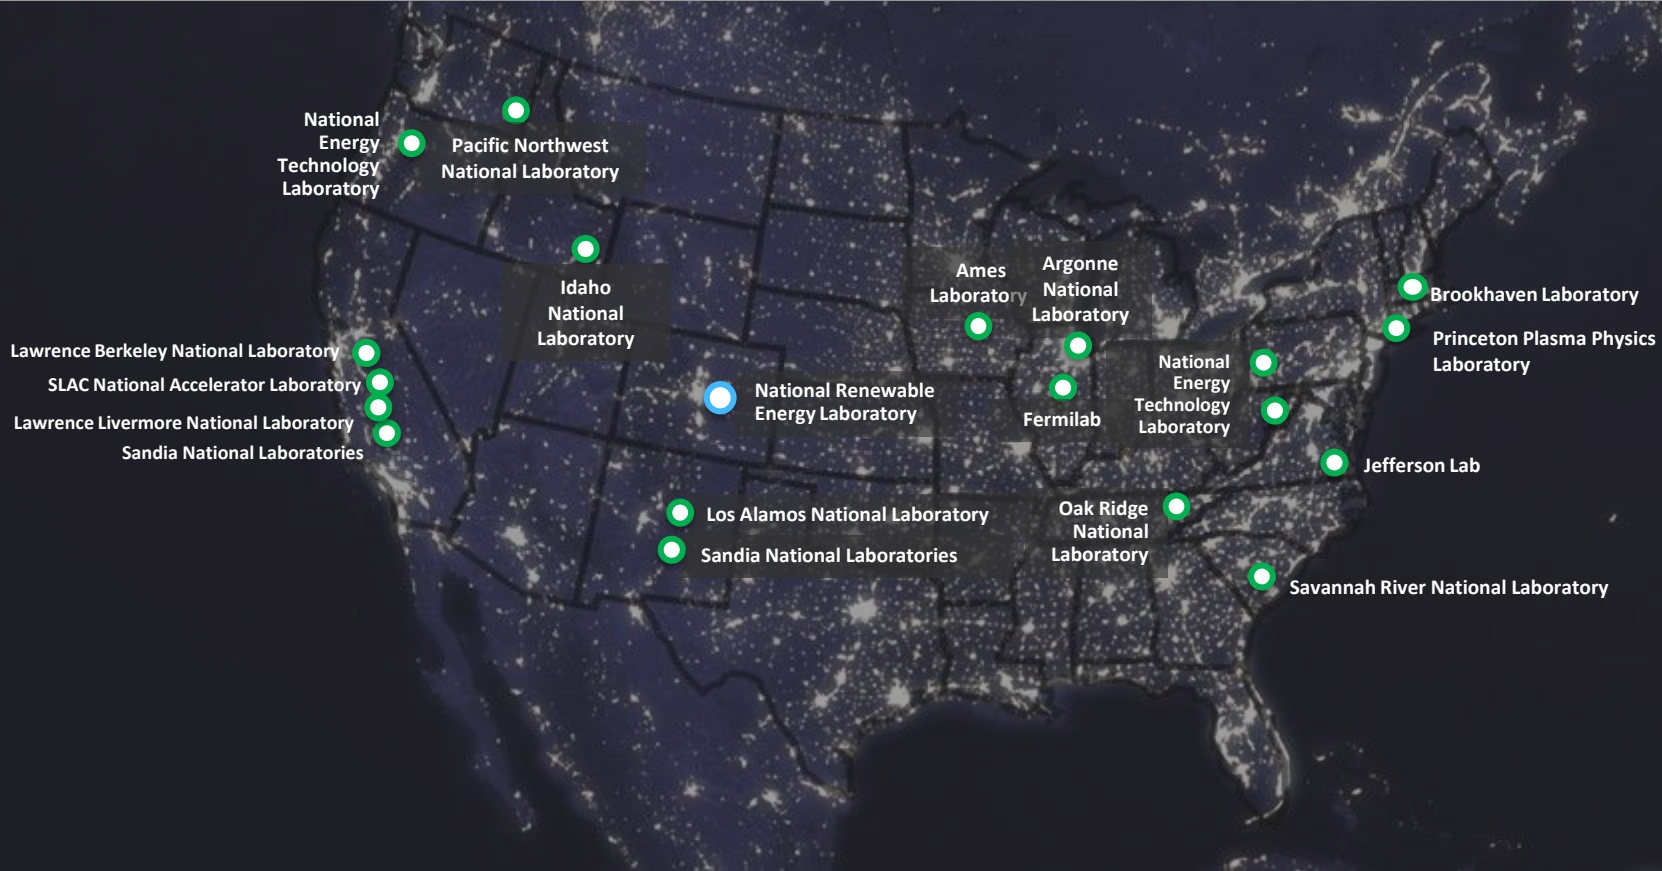 National
Energy
Technology
Laboratory
Pacific Northwest
National Laboratory
Idaho
National
Laboratory
Ames
Laboratory
Argonne
National
Laboratory
Brookhaven Laboratory
Princeton Plasma Physics
Laboratory
Lawrence Berkeley National Laboratory
SLAC National Accelerator Laboratory
Lawrence Livermore National Laboratory
Sandia National Laboratories
National Renewable
Energy Laboratory
Fermilab
National
Energy
Technology
Laboratory
Jefferson Lab
Los Alamos National Laboratory
Sandia National Laboratories
Oak Ridge
National
Laboratory
Savannah River National Laboratory